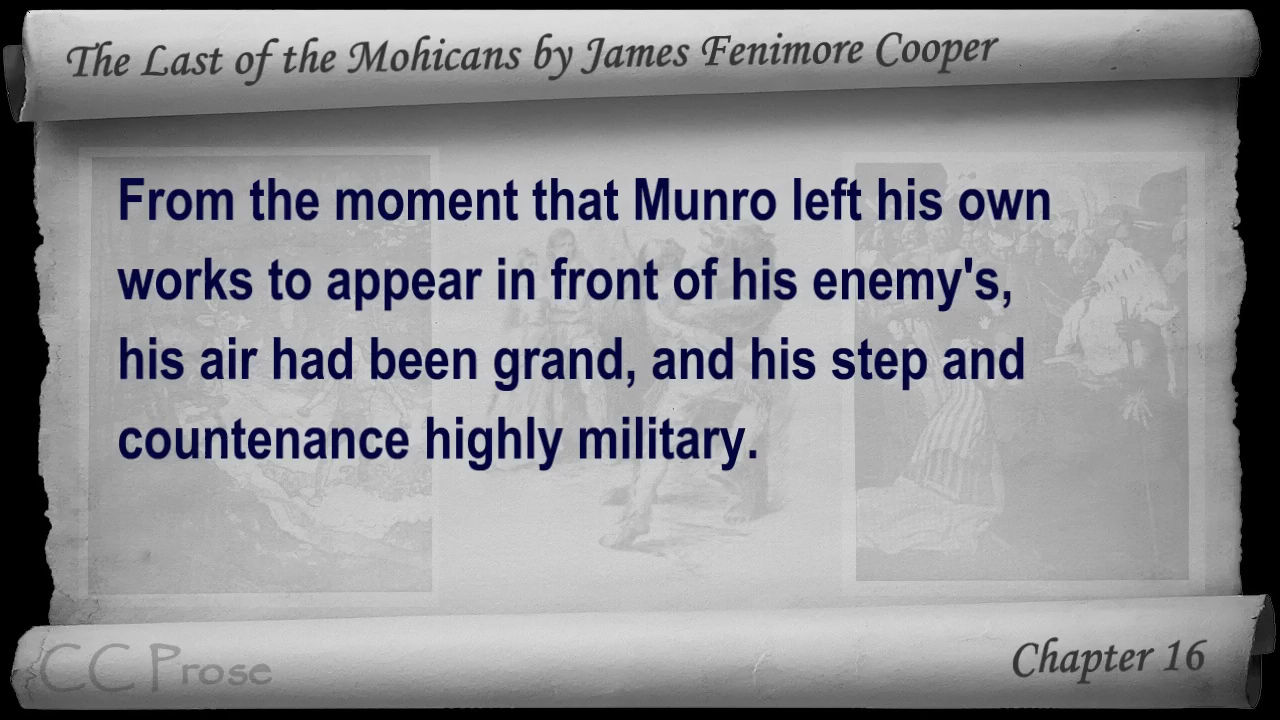 The Last of the Mohicans by James Fenimore Cooper
From the moment that Munro left his own
works to appear in front of his enemy's,
his air had been grand, and his step and
countenance highly military.
CC Prose
Chapter 16